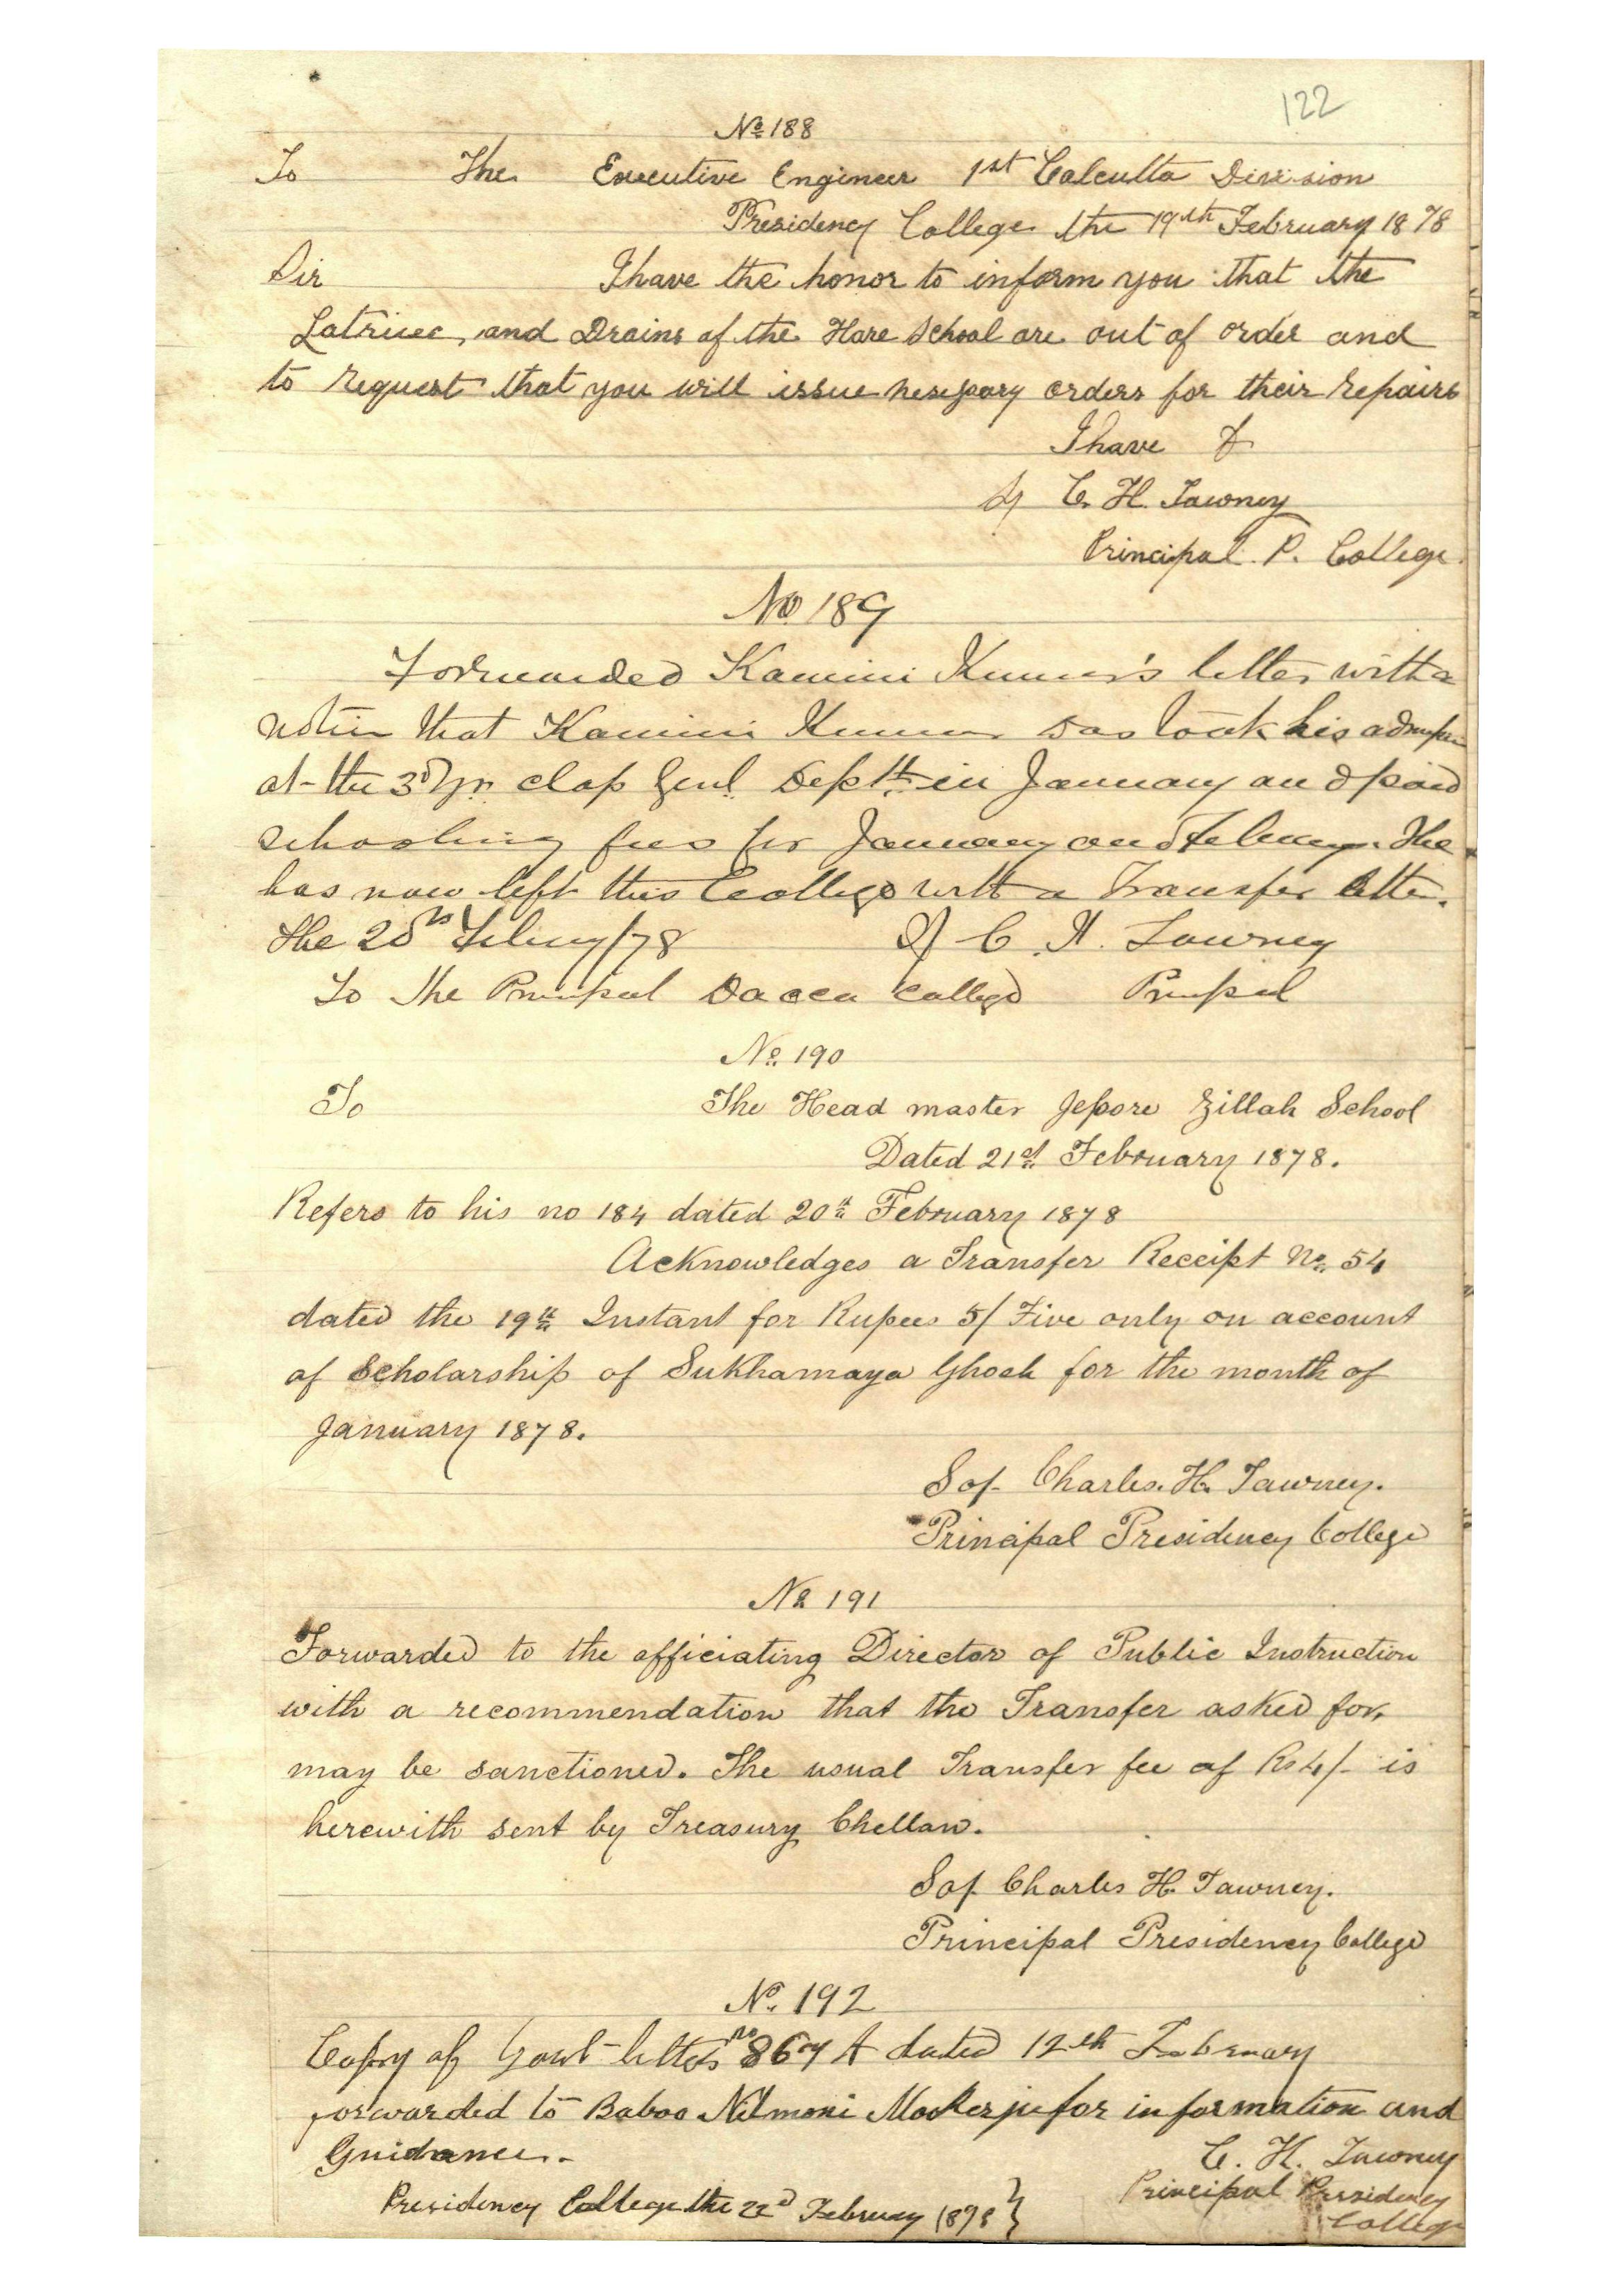 122
No 188
To The Executive Engineer 1st Calcutta Division
Presidency College the 19th February 1878
Sir I have the honor to inform you that the
Latrines, and Drains of the Hare School are out of order and
to request that you will issue nessary orders for their repairs
I have &
C. H. Tawney
Principal P. College
No 189
Forwarded Kamini Kumar's letter with a
notice that Kamini Kumar took his
at the 3d yr. class Genl. Deptt. in January and paid
schooling fees for January and Februay. He
has now left this College with a Transfer letter.
The 20th Februy/78 C. H. Tawney
To The Principal Dacca College Principal
No 190
To The Head master Jessore Zillah School
Dated 21st February 1878.
Refers to his no 184 dated 20th February 1878
Acknowledges a Transfer Receipt No. 54
dated the 19th Instant for Rupees 5/ Five only on account
of Scholarship of Sukhamaya Ghosh for the month of
January 1878.
Sd/- Charles. H. Tawney.
Principal Presidency College
No 191
Forwarded to the officiating Director of Public Instruction
with a recommendation that the Transfer asked for,
may be sanctioned. The usual Transfer fee of Rs 4/- is
herewith sent by Treasury Chellan.
Sd/- Charles H. Tawney.
Principal Presidency College
No. 192
Copy of Govt letters no 867 A dated 12th February
forwarded to Baboo Nilmoni Mookerje for information and
Guidance.-
C. H. Tawney
Presidency College the 22d February 1878 }
Principal Presidency
College